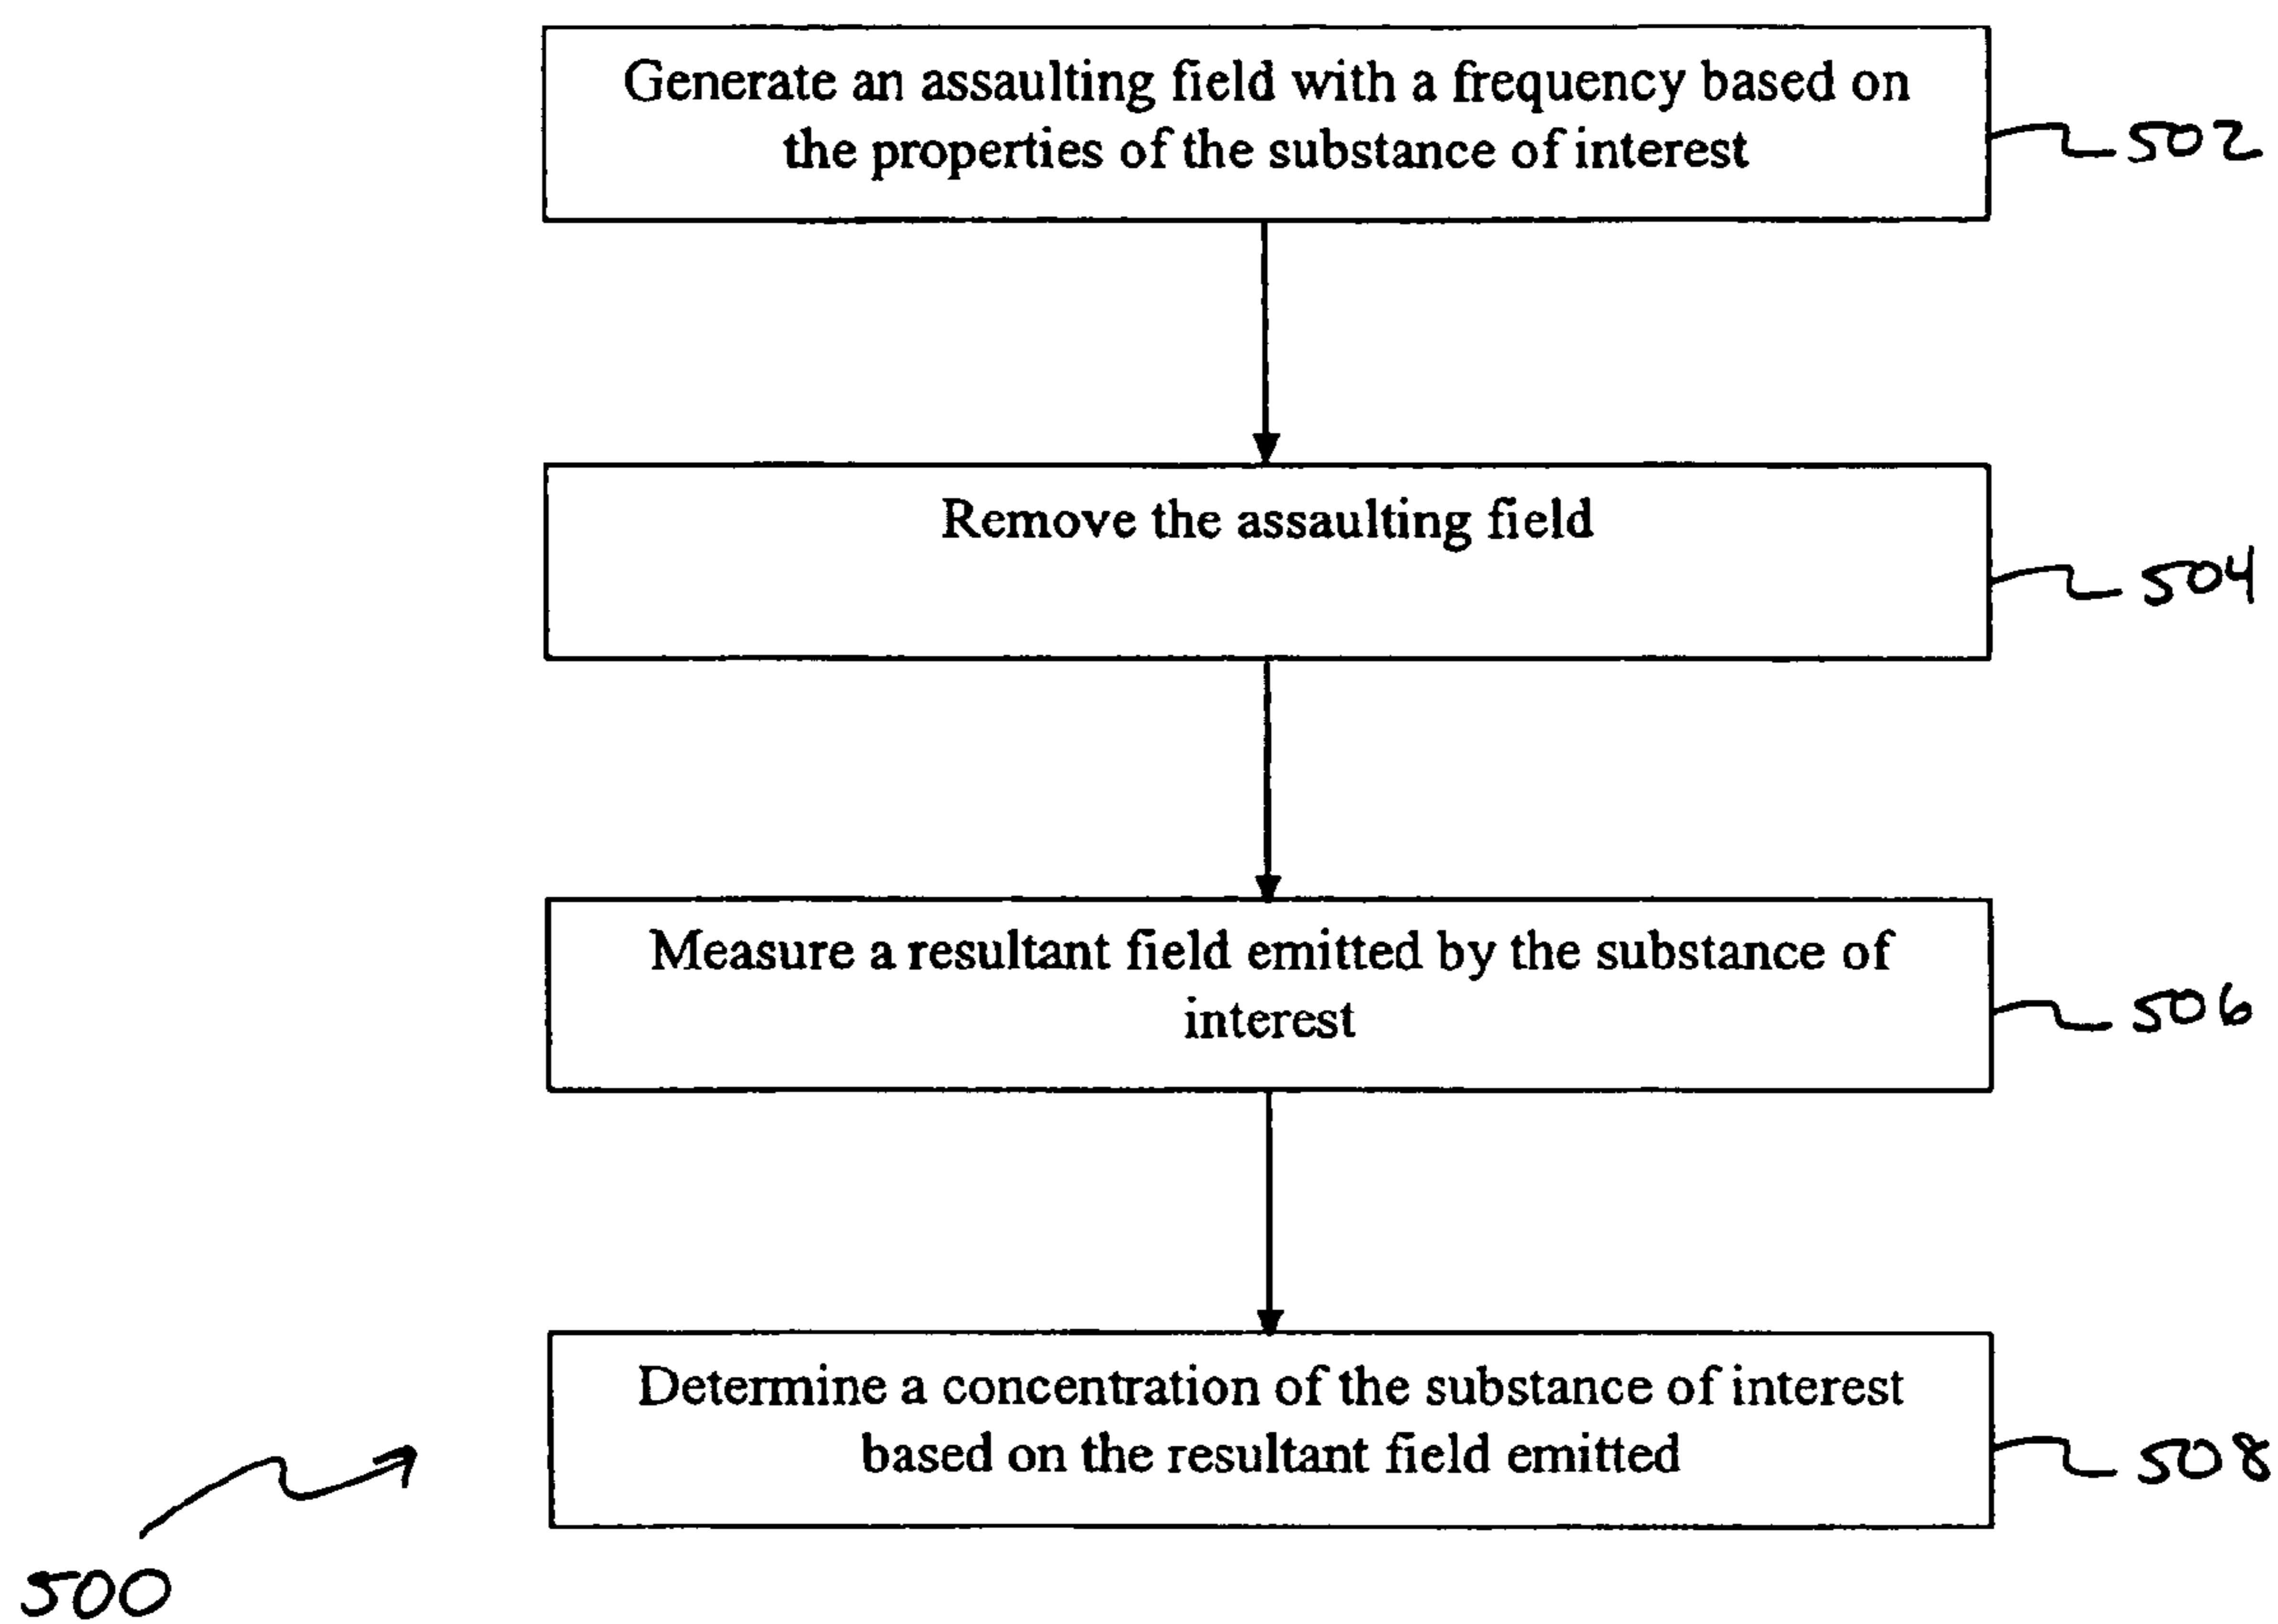 Generate an assaulting field with a frequency based on
the properties of the substance of interest
502
Remove the assaulting field
504
Measure a resultant field emitted by the substance of
interest
506
Determine a concentration of the substance of interest
based on the resultant field emitted
508
500